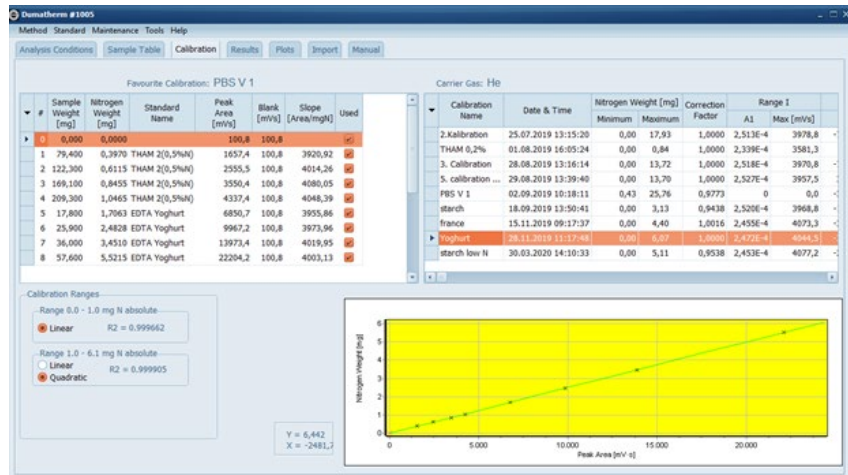 Dumatherm #1005
Method Standard Maintenance Tools Help
Analysis Conditions Sample Table Calibration Results Plots Import Manual
Favourite Calibration: PBS V 1
# Sample Weight [mg] Nitrogen Weight [mg] Standard Name Peak Area [mVs] Blank [mVs] Slope [Area/mgN] Used
0 0,000 0,0000 100,8 100,8
1 79,400 0,3970 THAM 2(0,5%N) 1657,4 100,8 3920,92
2 122,300 0,6115 THAM 2(0,5%N) 2555,5 100,8 4014,26
3 169,100 0,8455 THAM 2(0,5%N) 3550,4 100,8 4080,05
4 209,300 1,0465 THAM 2(0,5%N) 4337,4 100,8 4048,39
5 17,800 1,7063 EDTA Yoghurt 6850,7 100,8 3955,86
6 25,900 2,4828 EDTA Yoghurt 9967,2 100,8 3973,96
7 36,000 3,4510 EDTA Yoghurt 13973,4 100,8 4019,95
8 57,600 5,5215 EDTA Yoghurt 22204,2 100,8 4003,13
Carrier Gas: He
Calibration Name Date & Time Nitrogen Weight [mg] Minimum Maximum Correction Factor Range I A1 Max [mVs]
2.Kalibration 25.07.2019 13:15:20 0,00 17,93 1,0000 2,513E-4 3978,8
THAM 0,2% 01.08.2019 16:05:24 0,00 0,84 1,0000 2,339E-4 3581,3
3. Calibration 28.08.2019 13:16:14 0,00 13,72 1,0000 2,518E-4 3970,8
5. calibration ... 29.08.2019 13:39:40 0,00 13,70 1,0000 2,527E-4 3957,5
PBS V 1 02.09.2019 10:18:11 0,43 25,76 0,9773 0 0,0
starch 18.09.2019 13:50:41 0,00 3,13 0,9438 2,520E-4 3968,8
france 15.11.2019 09:17:37 0,00 4,40 1,0016 2,455E-4 4073,3
Yoghurt 28.11.2019 11:17:48 0,00 6,07 1,0000 2,472E-4 4044,5
starch low N 30.03.2020 14:10:33 0,00 5,11 0,9538 2,453E-4 4077,2
Calibration Ranges
Range 0.0 - 1.0 mg N absolute
Linear R2 = 0.999662
Range 1.0 - 6.1 mg N absolute
Linear
Quadratic R2 = 0.999905
Y = 6,442
X = -2481,7
Nitrogen Weight [mg]
6
5
4
3
2
1
0
0 5.000 10.000 15.000 20.000
Peak Area [mV·s]